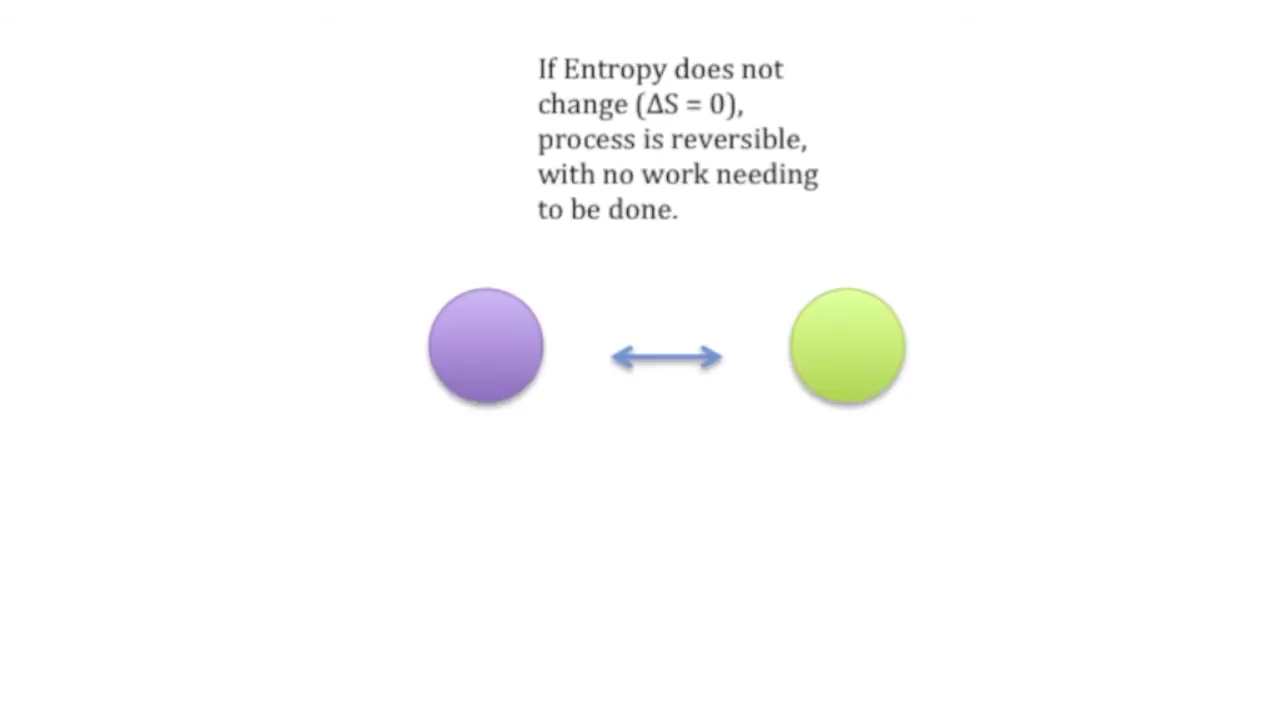 If Entropy does not
change (ΔS = 0),
process is reversible,
with no work needing
to be done.